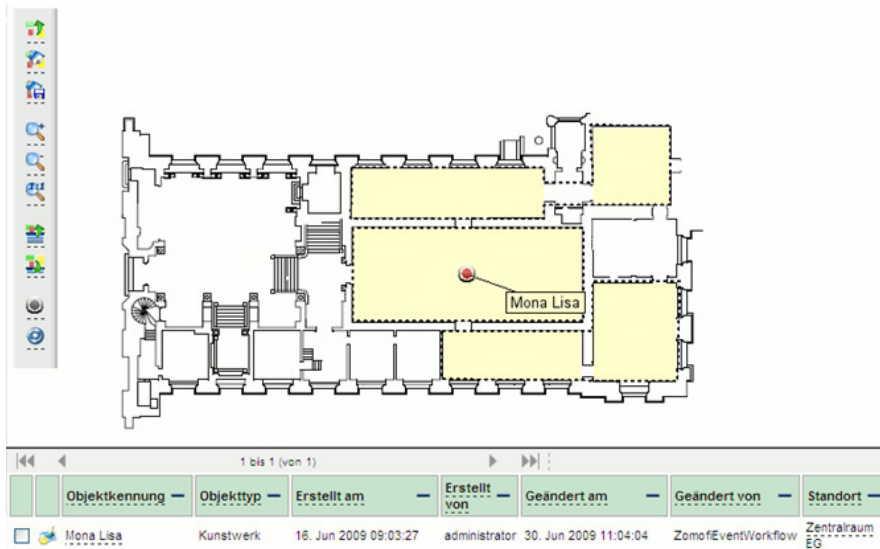 Mona Lisa
1 bis 1 (von 1)
Objektkennung Objekttyp Erstellt am Erstellt von Geändert am Geändert von Standort
Mona Lisa Kunstwerk 16. Jun 2009 09:03:27 administrator 30. Jun 2009 11:04:04 ZomofiEventWorkflow Zentralraum EG